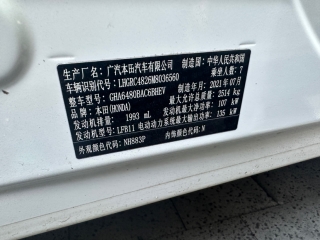 生产厂名：广汽本田汽车有限公司 制造国：中华人民共和国
车辆识别代号：LHGRC4826M8036560 乘坐人数：7
整车型号：GHA6480BAC6BHEV 制造年月：2021年07月
品牌：本田(HONDA) 最大允许总质量：2514 kg
发动机排量：1993 mL 发动机最大净功率：107 kW
发动机型号：LFB11 电动动力系统最大输出功率：135 kW
外观颜色代码：NH883P 内饰颜色代码：N